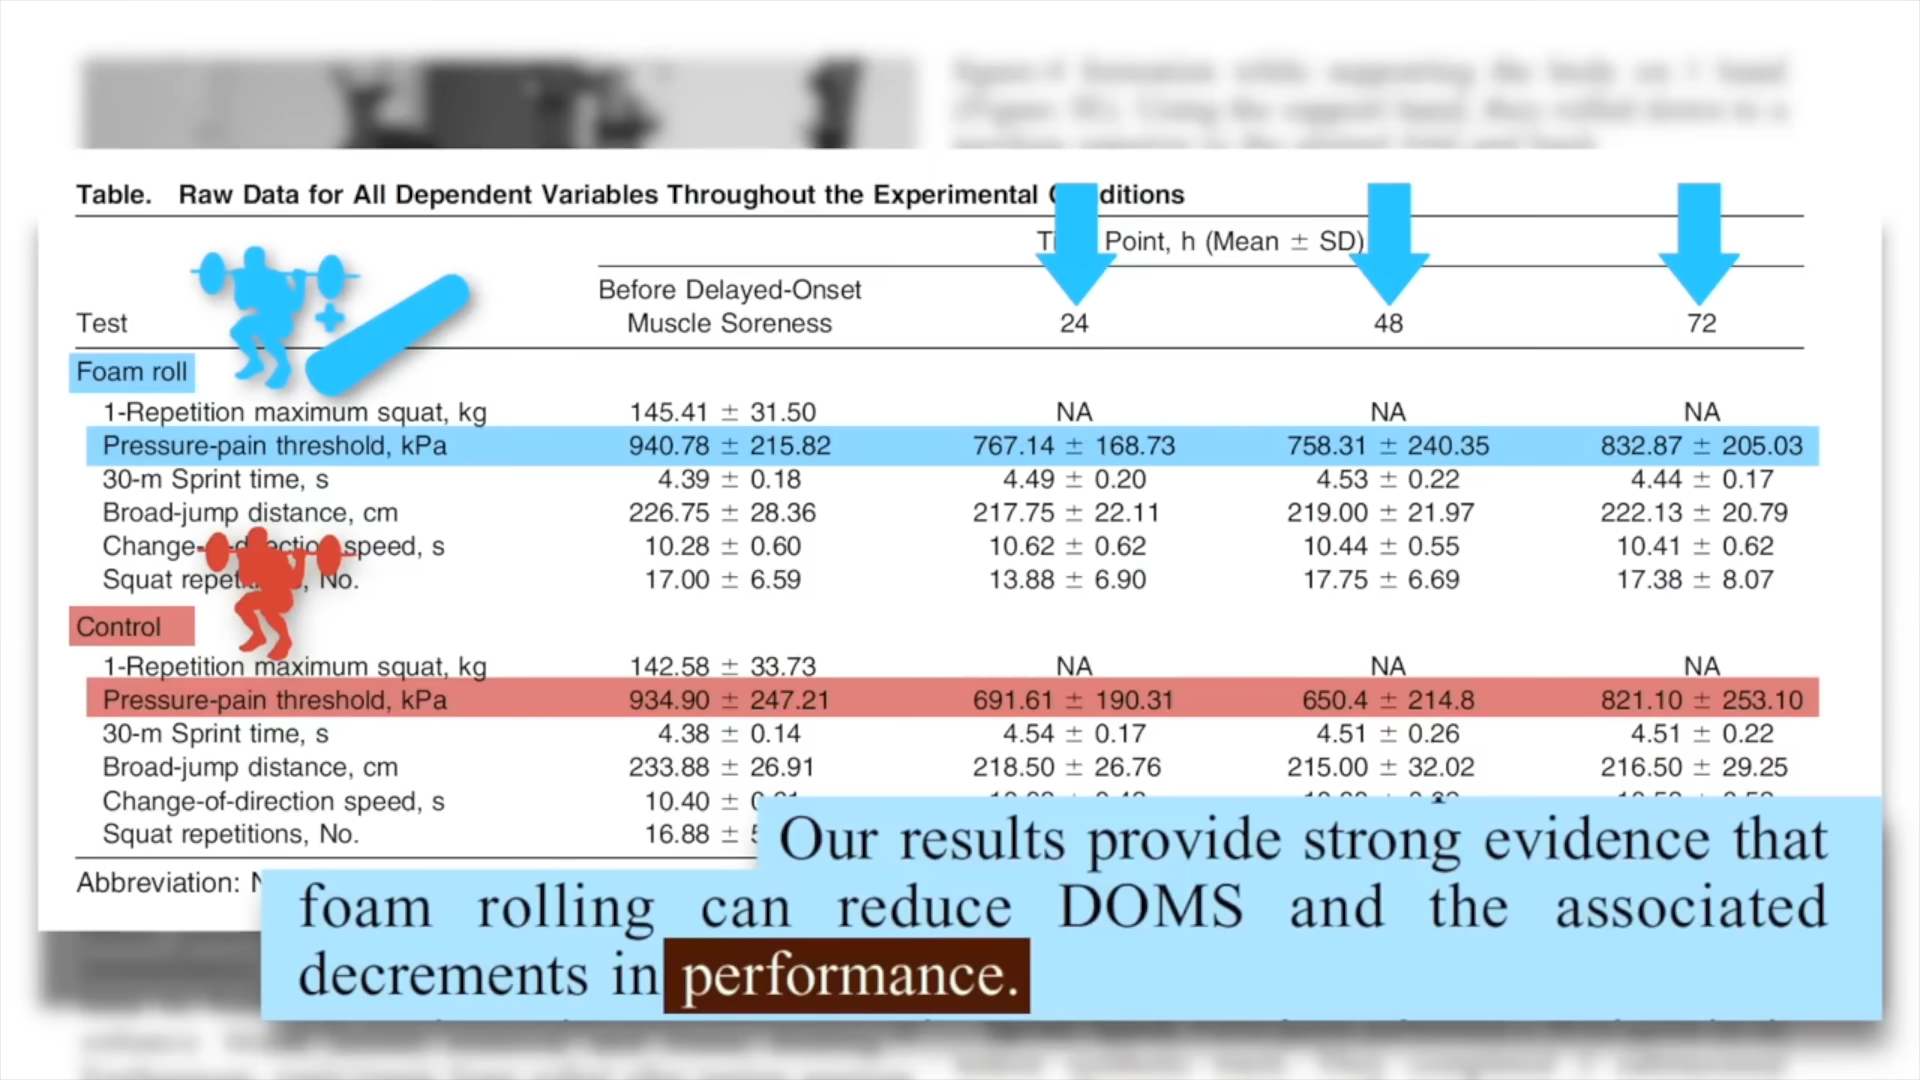 Table. Raw Data for All Dependent Variables Throughout the Experimental ditions
Point, h (Mean ± SD)
Before Delayed-Onset
Test Muscle Soreness 24 48 72
Foam roll
1-Repetition maximum squat, kg 145.41 ± 31.50 NA NA NA
Pressure-pain threshold, kPa 940.78 ± 215.82 767.14 ± 168.73 758.31 ± 240.35 832.87 ± 205.03
30-m Sprint time, s 4.39 ± 0.18 4.49 ± 0.20 4.53 ± 0.22 4.44 ± 0.17
Broad-jump distance, cm 226.75 ± 28.36 217.75 ± 22.11 219.00 ± 21.97 222.13 ± 20.79
Change- speed, s 10.28 ± 0.60 10.62 ± 0.62 10.44 ± 0.55 10.41 ± 0.62
Squat No. 17.00 ± 6.59 13.88 ± 6.90 17.75 ± 6.69 17.38 ± 8.07
Control
1-Repetition maximum squat, kg 142.58 ± 33.73 NA NA NA
Pressure-pain threshold, kPa 934.90 ± 247.21 691.61 ± 190.31 650.4 ± 214.8 821.10 ± 253.10
30-m Sprint time, s 4.38 ± 0.14 4.54 ± 0.17 4.51 ± 0.26 4.51 ± 0.22
Broad-jump distance, cm 233.88 ± 26.91 218.50 ± 26.76 215.00 ± 32.02 216.50 ± 29.25
Change-of-direction speed, s 10.40 ±
Squat repetitions, No. 16.88 ±
Abbreviation:
Our results provide strong evidence that
foam rolling can reduce DOMS and the associated
decrements in performance.